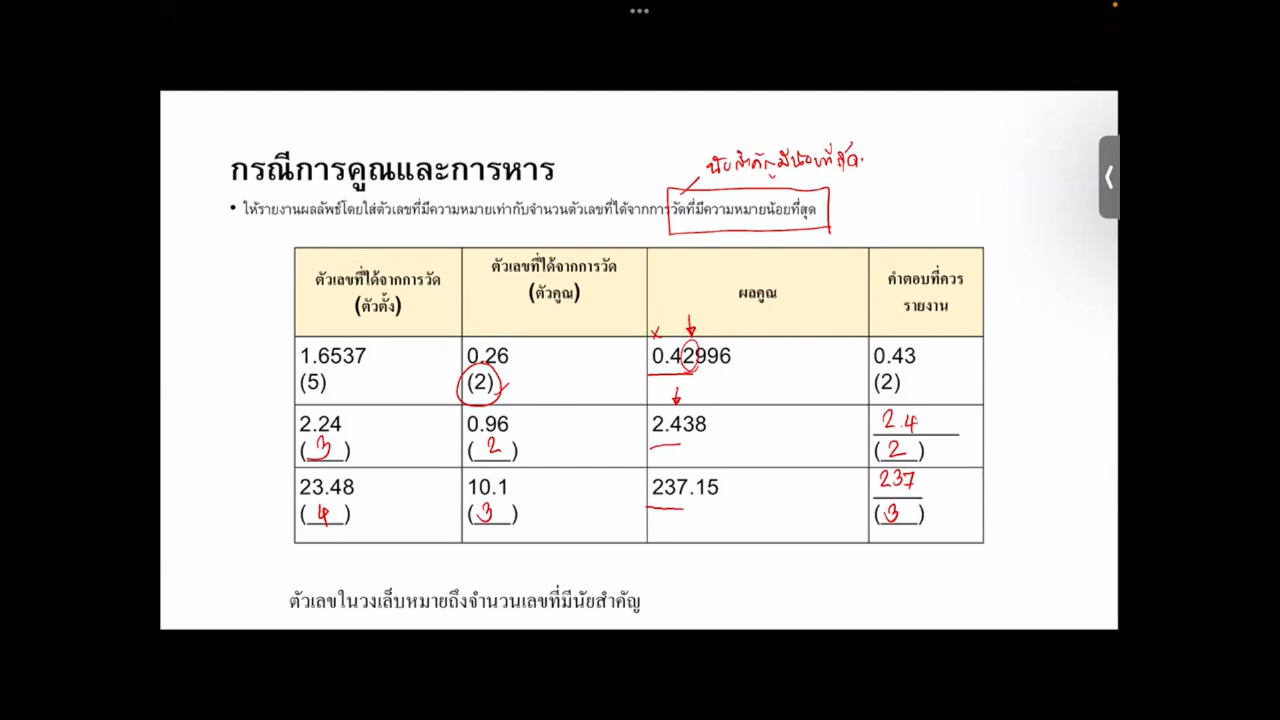 กรณีการคูณและการหาร
นัยสำคัญมีน้อยที่สุด
• ให้รายงานผลลัพธ์โดยใส่ตัวเลขที่มีความหมายเท่ากับจำนวนตัวเลขที่ได้จากการวัดที่มีความหมายน้อยที่สุด
ตัวเลขที่ได้จากการวัด (ตัวตั้ง) ตัวเลขที่ได้จากการวัด (ตัวคูณ) ผลคูณ คำตอบที่ควรรายงาน
1.6537 0.26 0.42996 0.43
(5) (2) (2)
2.24 0.96 2.438 2.4
(3) (2) (2)
23.48 10.1 237.15 237
(4) (3) (3)
ตัวเลขในวงเล็บหมายถึงจำนวนเลขที่มีนัยสำคัญ